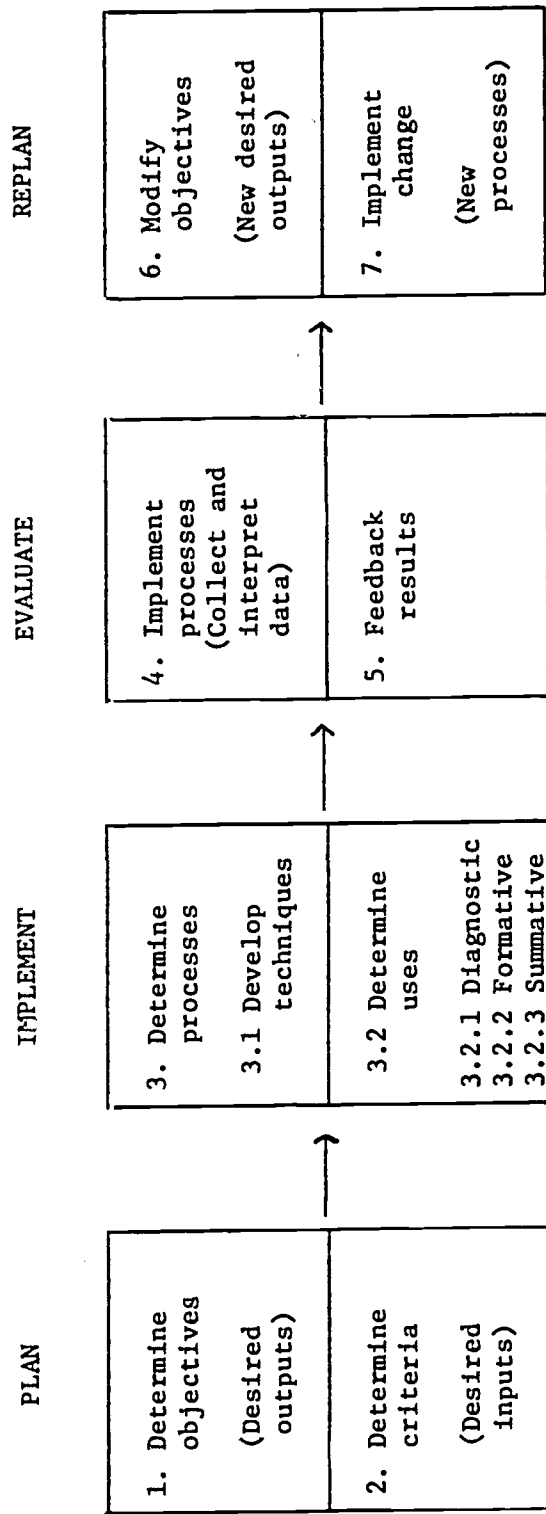 PLAN
1. Determine
objectives
(Desired
outputs)
2. Determine
criteria
(Desired
inputs)
IMPLEMENT
3. Determine
processes
3.1 Develop
techniques
3.2 Determine
uses
3.2.1 Diagnostic
3.2.2 Formative
3.2.3 Summative
EVALUATE
4. Implement
processes
(Collect and
interpret
data)
5. Feedback
results
REPLAN
6. Modify
objectives
(New desired
outputs)
7. Implement
change
(New
processes)